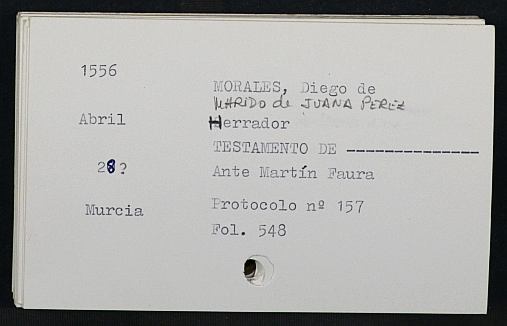 1556
MORALES, Diego de
MARIDO de JUANA PEREZ
Abril
Herrador
TESTAMENTO DE --------------
28?
Ante Martín Faura
Murcia
Protocolo nº 157
Fol. 548